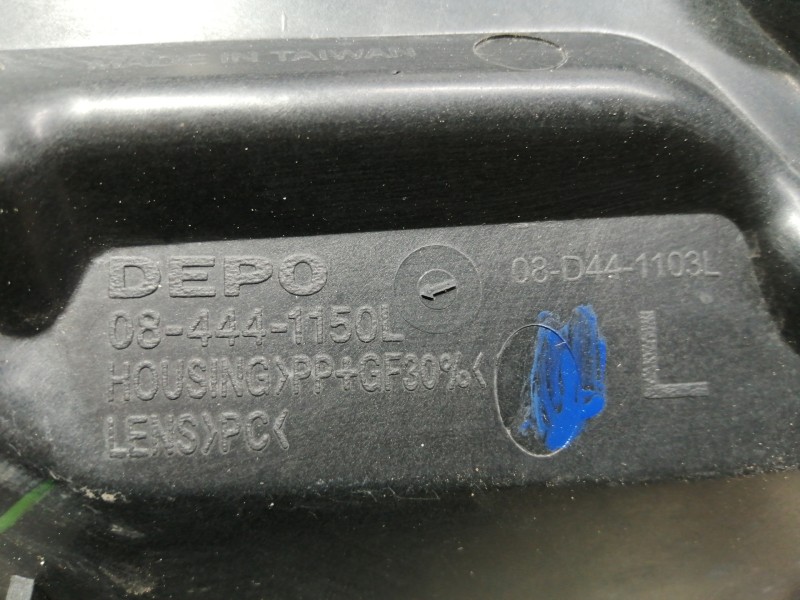 MADE IN TAIWAN
DEPO
08-D44-1103L
08-444-1150L
HOUSING>PP+GF30%<
LENS>PC<
L